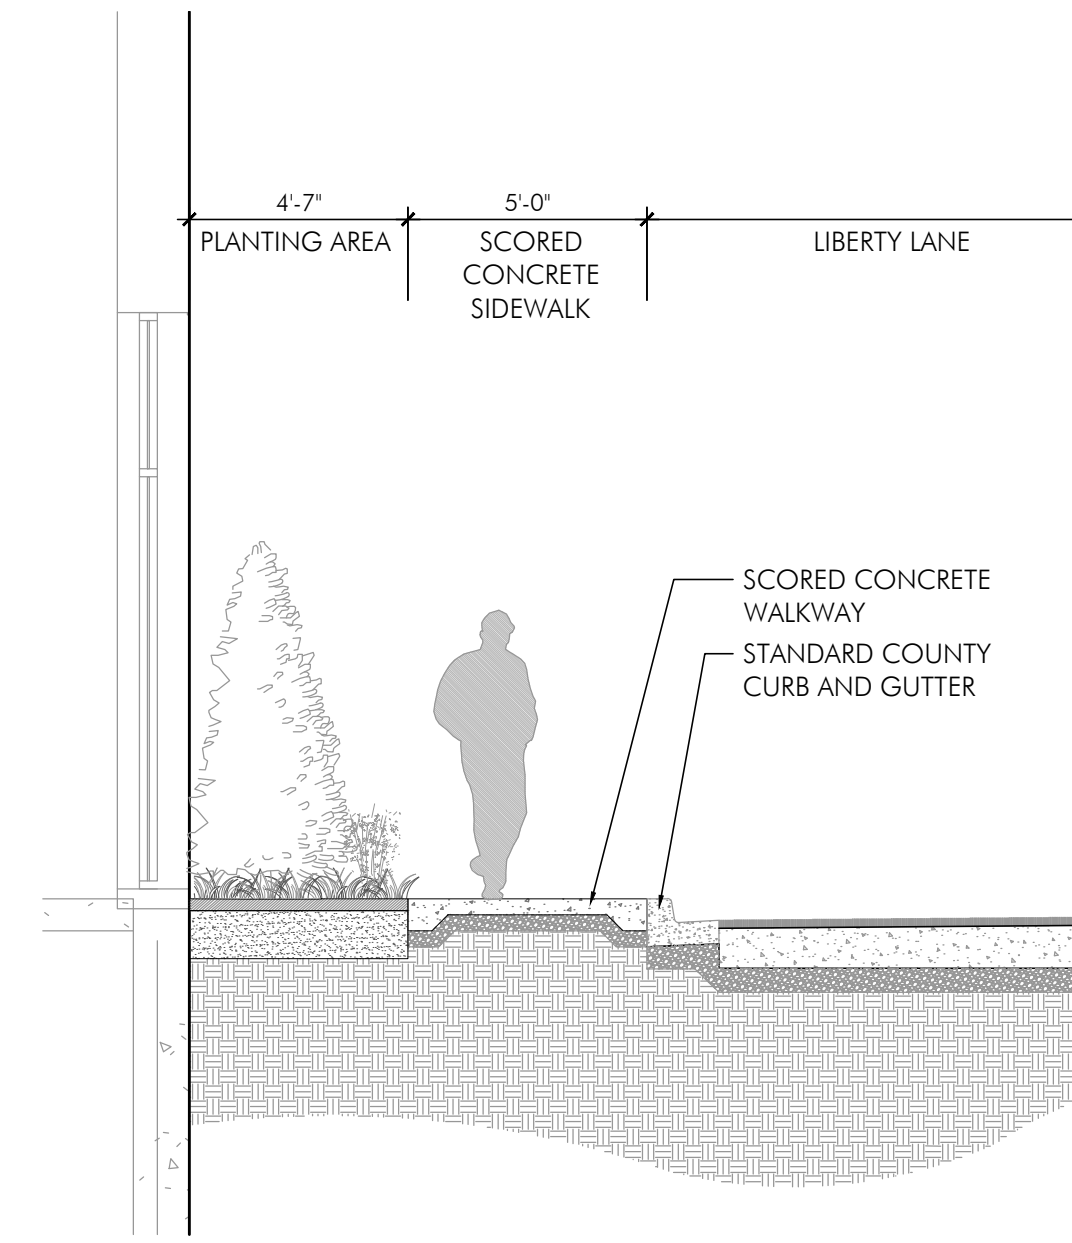 4'-7"
5'-0"
PLANTING AREA
SCORED
CONCRETE
SIDEWALK
LIBERTY LANE
SCORED CONCRETE
WALKWAY
STANDARD COUNTY
CURB AND GUTTER